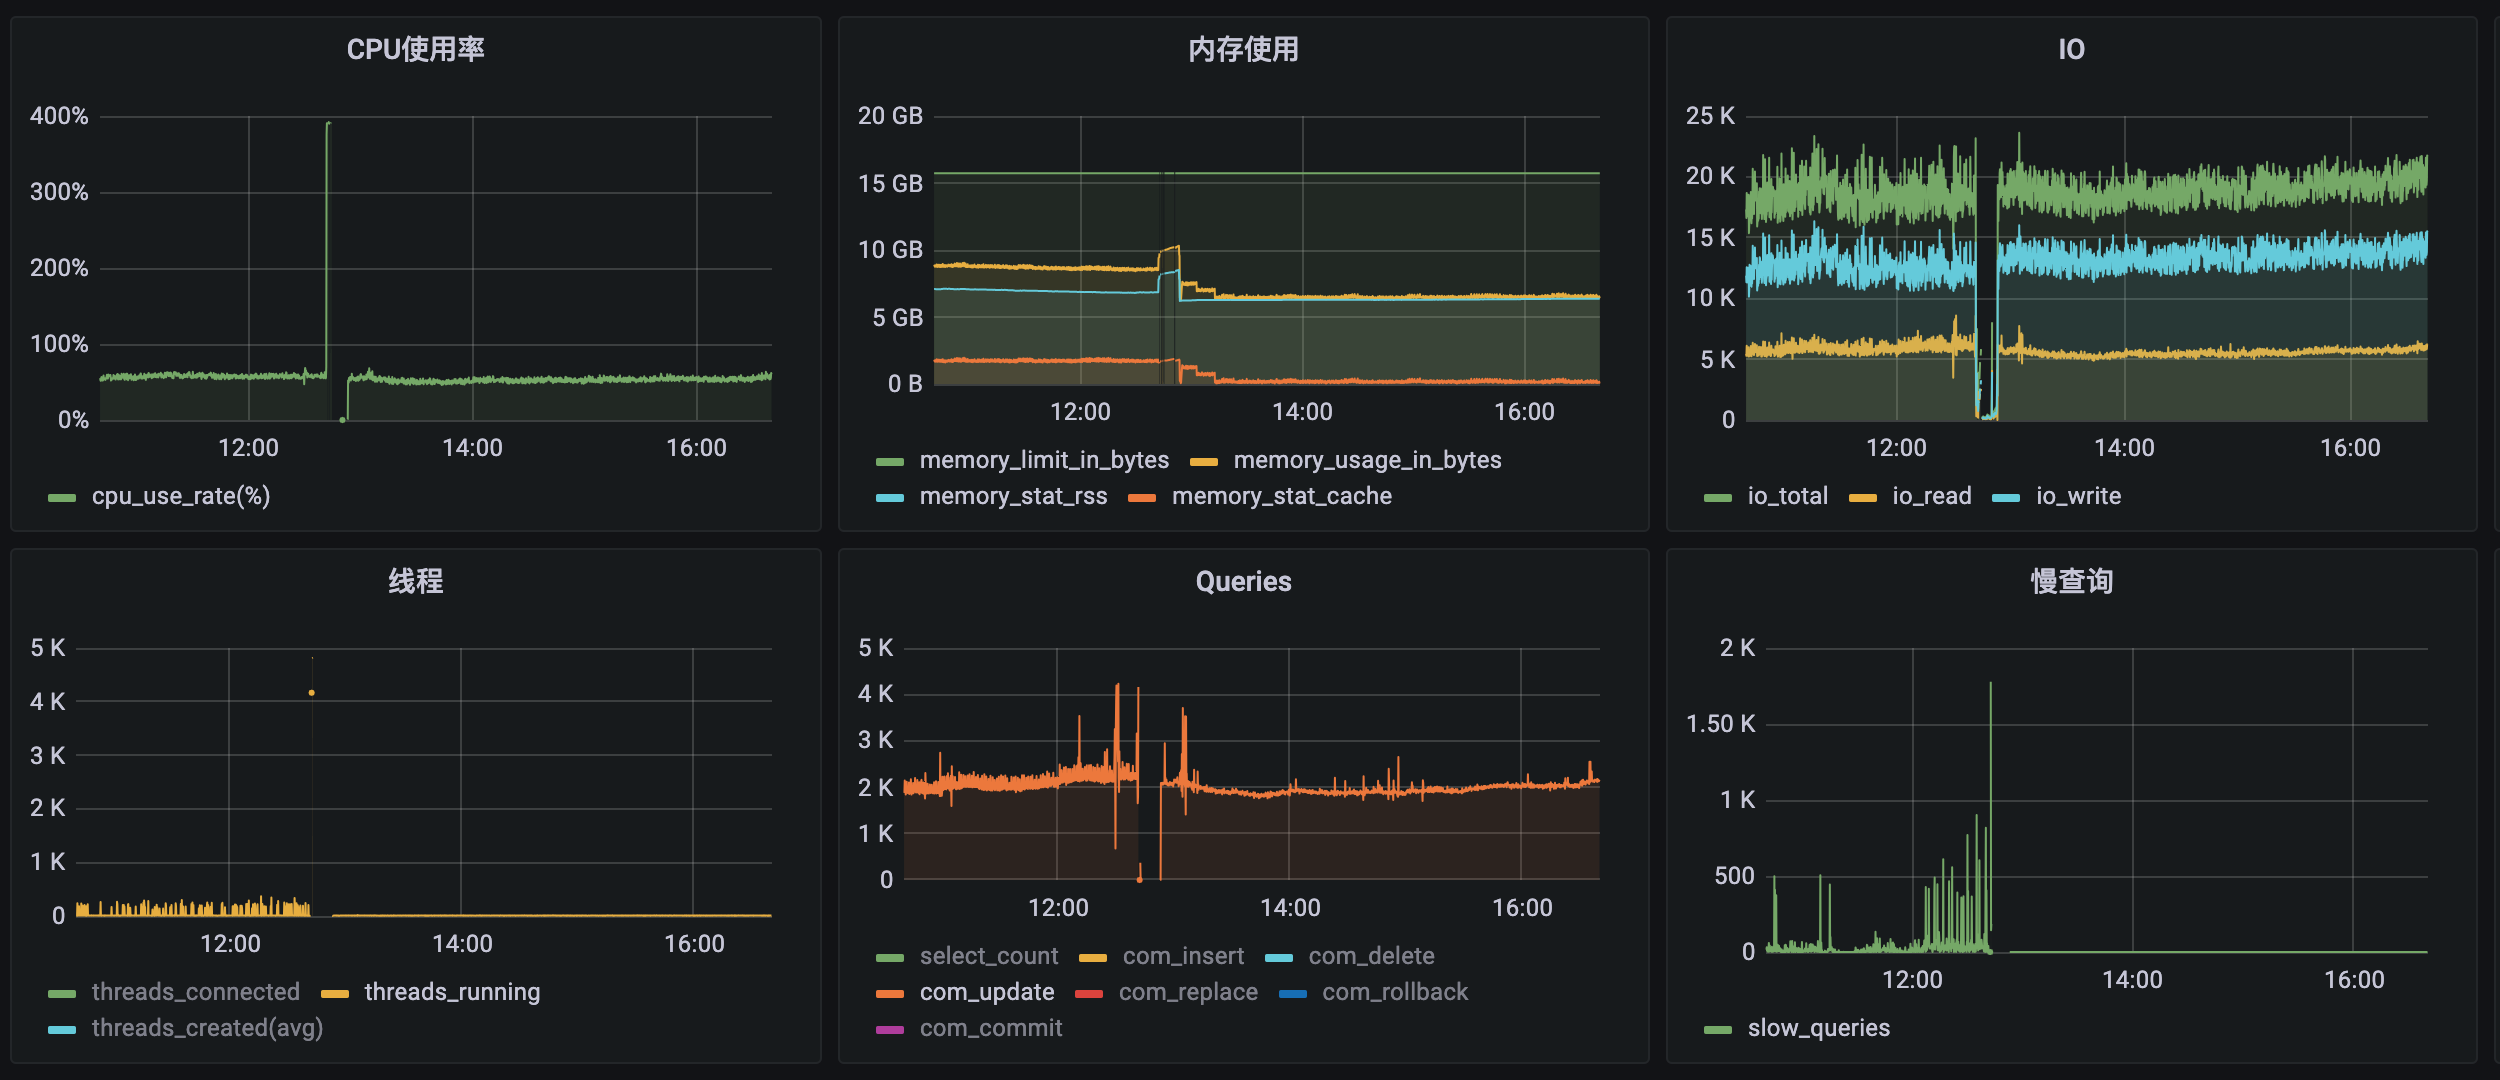 CPU使用率
400%
300%
200%
100%
0%
12:00 14:00 16:00
cpu_use_rate(%)
内存使用
20 GB
15 GB
10 GB
5 GB
0 B
12:00 14:00 16:00
memory_limit_in_bytes memory_usage_in_bytes
memory_stat_rss memory_stat_cache
IO
25 K
20 K
15 K
10 K
5 K
0
12:00 14:00 16:00
io_total io_read io_write
线程
5 K
4 K
3 K
2 K
1 K
0
12:00 14:00 16:00
threads_connected threads_running
threads_created(avg)
Queries
5 K
4 K
3 K
2 K
1 K
0
12:00 14:00 16:00
select_count com_insert com_delete
com_update com_replace com_rollback
com_commit
慢查询
2 K
1.50 K
1 K
500
0
12:00 14:00 16:00
slow_queries